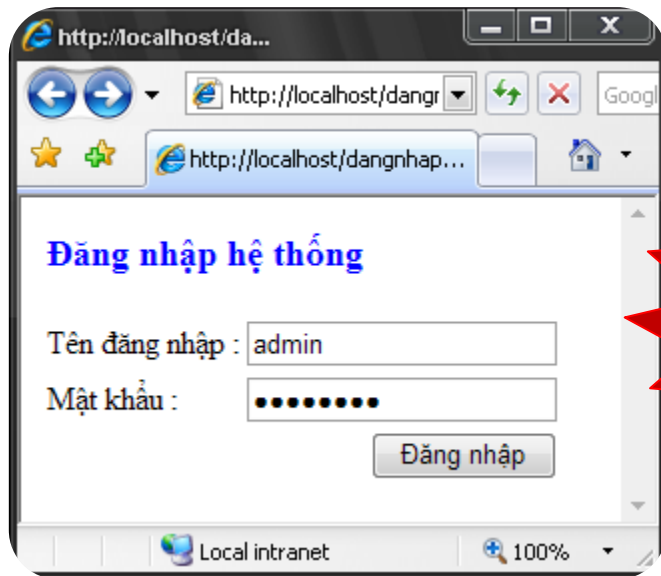 http://localhost/da...
http://localhost/dangr
Googl
http://localhost/dangnhap...
Đăng nhập hệ thống
Tên đăng nhập : admin
Mật khẩu : ••••••••
Đăng nhập
Local intranet 100%